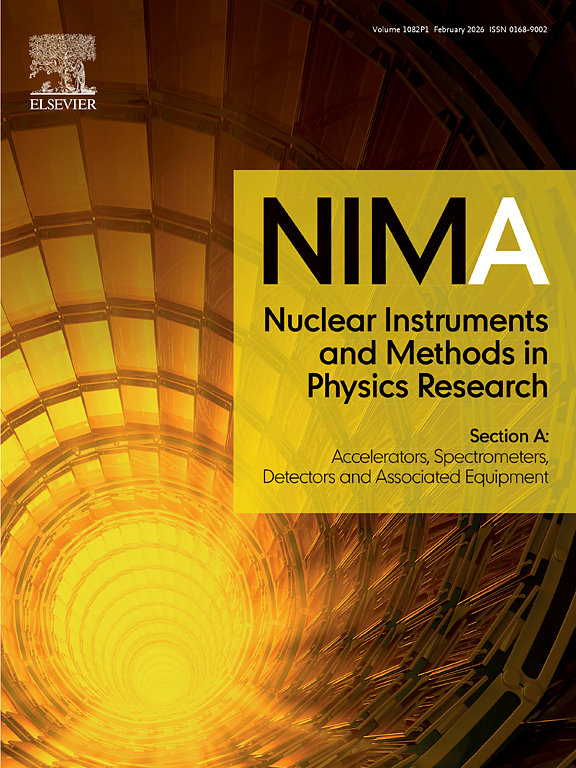 Volume 1082P1 February 2026 ISSN 0168-9002
ELSEVIER
NIMA
Nuclear Instruments
and Methods in
Physics Research
Section A:
Accelerators, Spectrometers,
Detectors and Associated Equipment